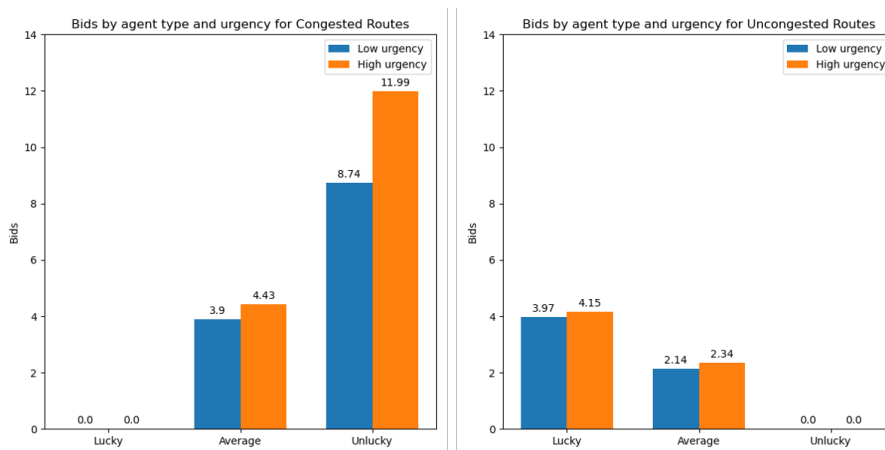 Bids by agent type and urgency for Congested Routes
Low urgency
High urgency
14
12
10
8
6
4
2
0
Bids
0.0
0.0
3.9
4.43
8.74
11.99
Lucky
Average
Unlucky
Bids by agent type and urgency for Uncongested Routes
Low urgency
High urgency
14
12
10
8
6
4
2
0
Bids
3.97
4.15
2.14
2.34
0.0
0.0
Lucky
Average
Unlucky